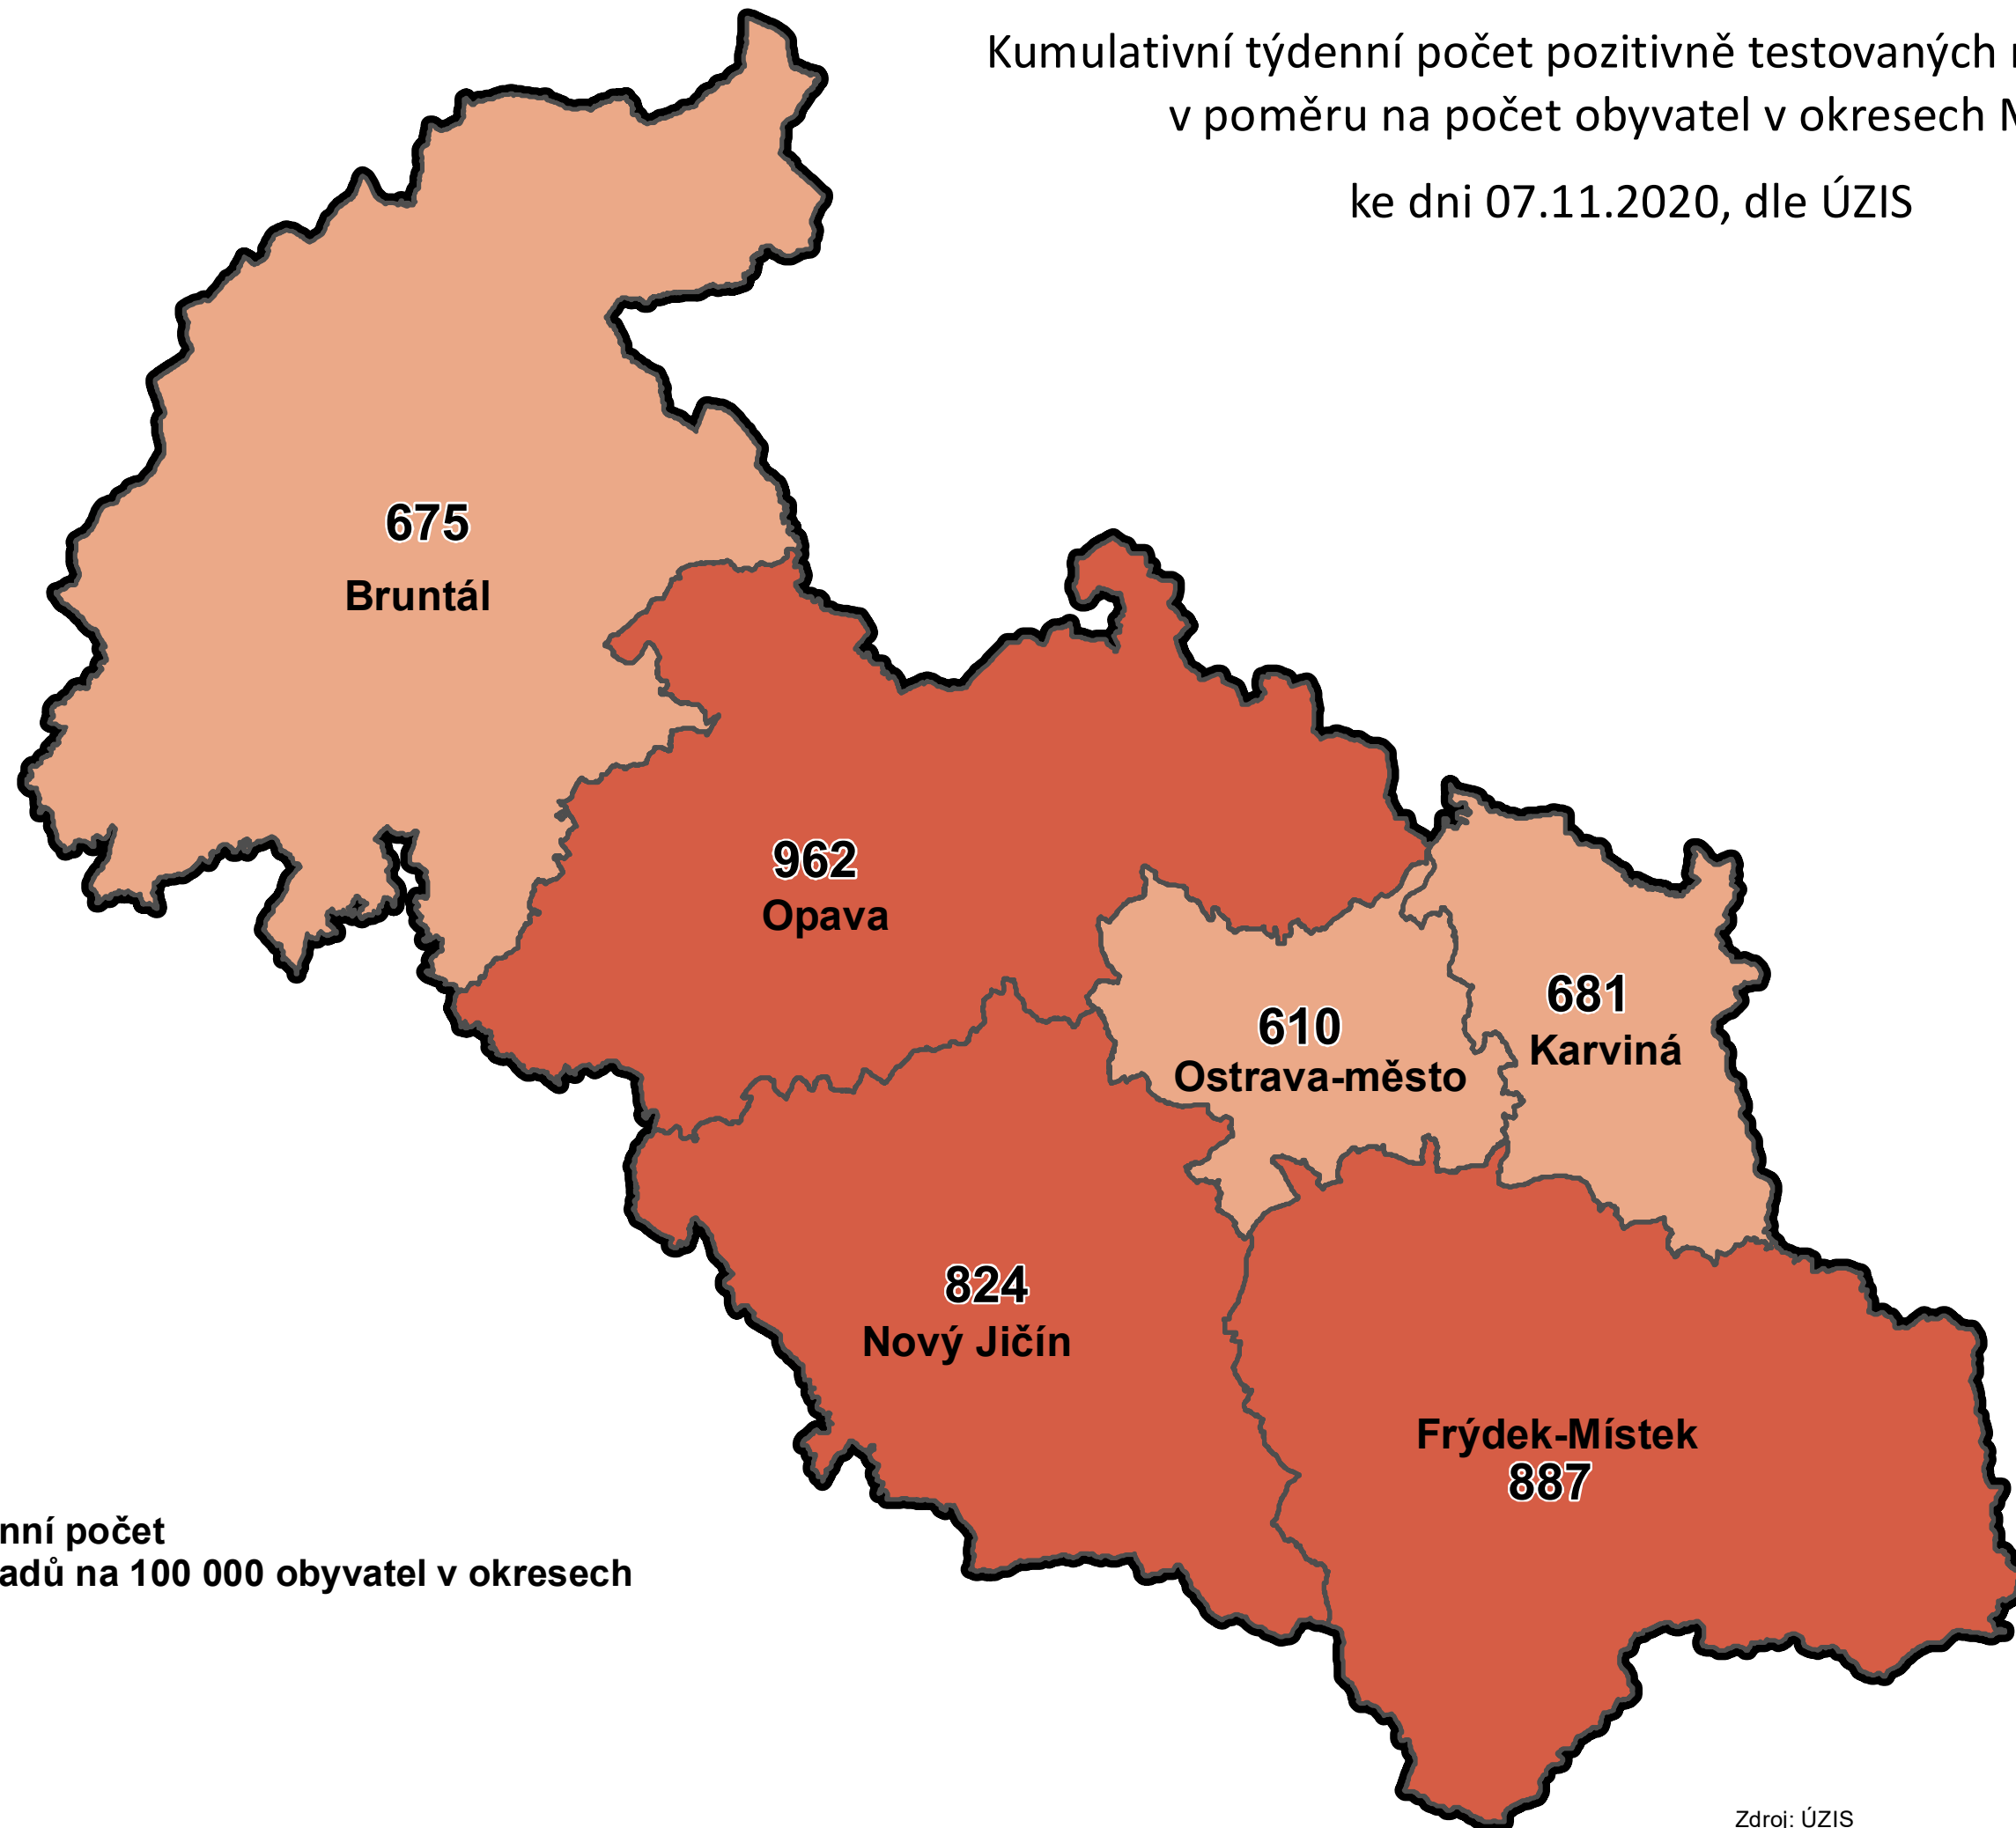 Kumulativní týdenní počet pozitivně testovaných
v poměru na počet obyvatel v okresech
ke dni 07.11.2020, dle ÚZIS
675
Bruntál
962
Opava
610
Ostrava-město
681
Karviná
824
Nový Jičín
Frýdek-Místek
887
nní počet
adů na 100 000 obyvatel v okresech
Zdroj: ÚZIS